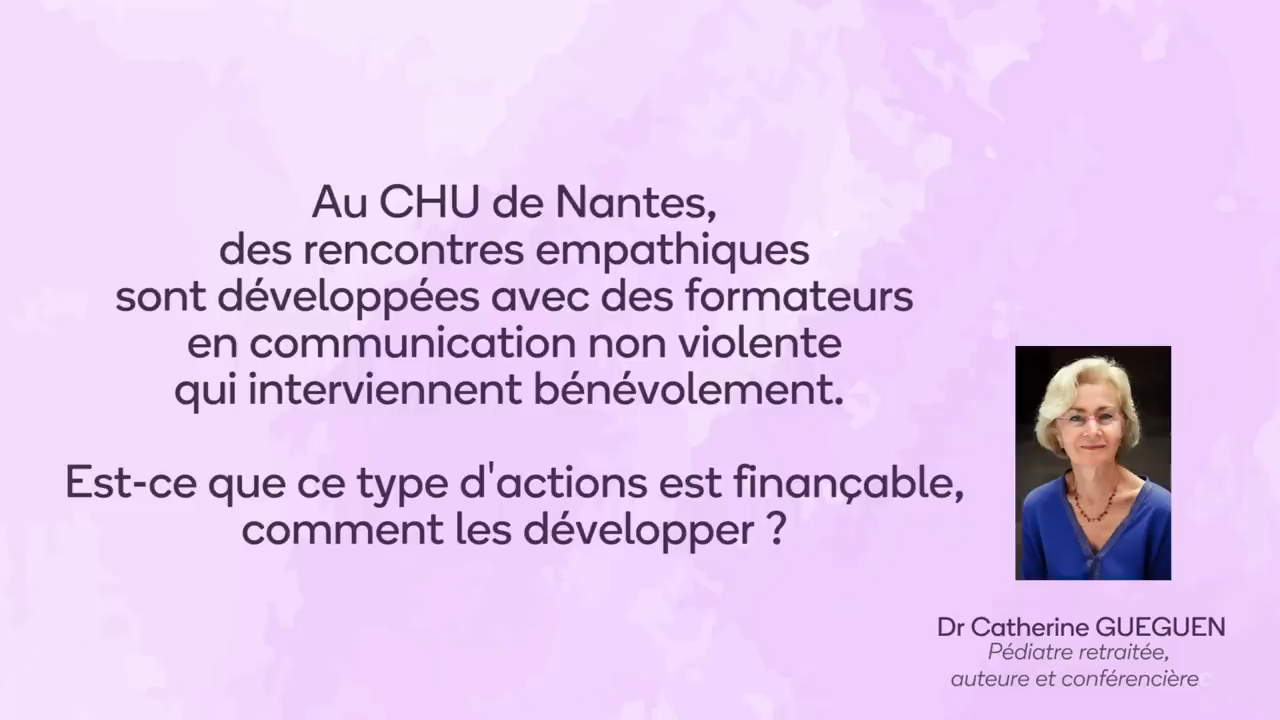 Au CHU de Nantes,
des rencontres empathiques
sont développées avec des formateurs
en communication non violente
qui interviennent bénévolement.
Est-ce que ce type d'actions est finançable,
comment les développer ?
Dr Catherine GUEGUEN
Pédiatre retraitée,
auteure et conférencière